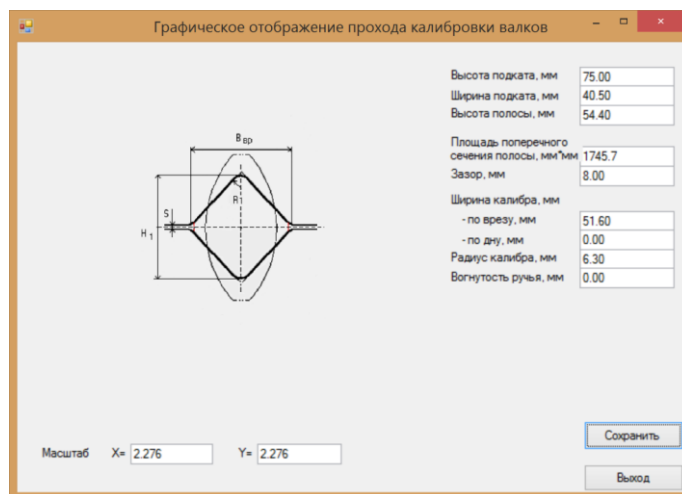 Графическое отображение прохода калибровки валков
Высота подката, мм 75.00
Ширина подката, мм 40.50
Высота полосы, мм 54.40
Площадь поперечного
сечения полосы, мм*мм 1745.7
Зазор, мм 8.00
Ширина калибра, мм
- по врезу, мм 51.60
- по дну, мм 0.00
Радиус калибра, мм 6.30
Вогнутость ручья, мм 0.00
В вр
R1
S
H 1
Масштаб X= 2.276 Y= 2.276
Сохранить
Выход